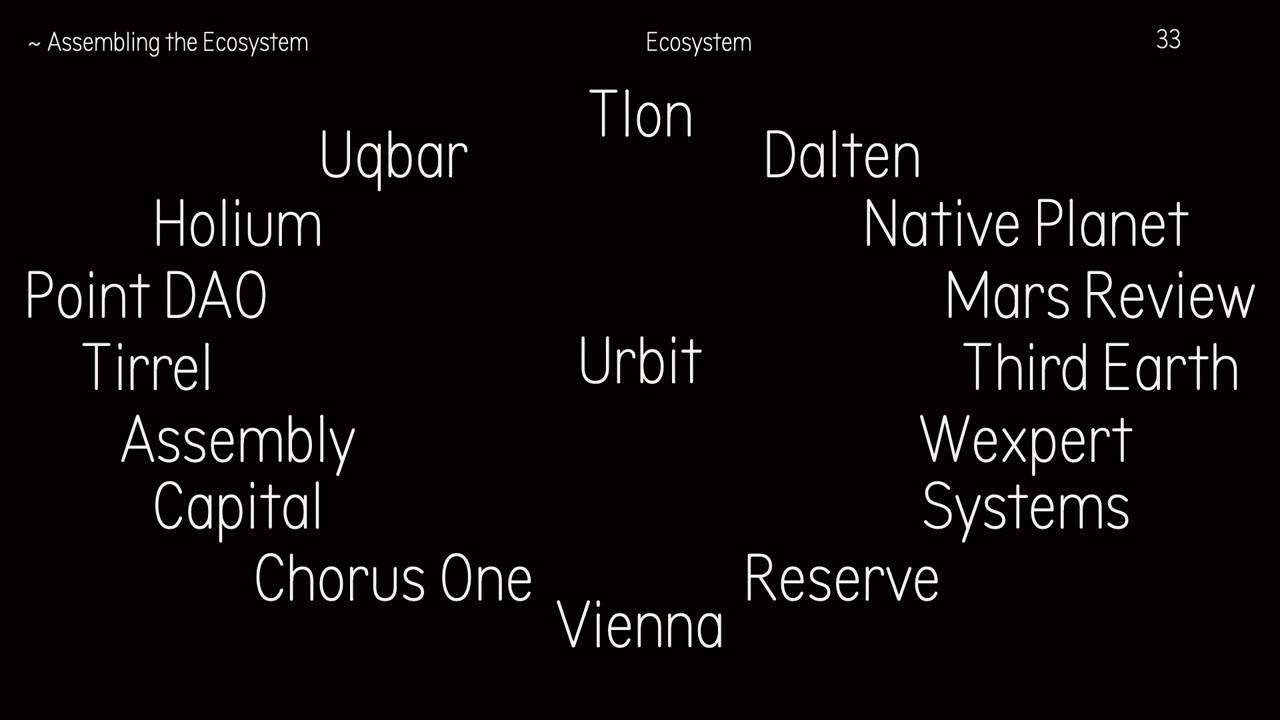 ~ Assembling the Ecosystem
Ecosystem
33
Tlon
Uqbar
Dalten
Holium
Native Planet
Point DAO
Mars Review
Tirrel
Urbit
Third Earth
Assembly
Capital
Wexpert
Systems
Chorus One
Reserve
Vienna